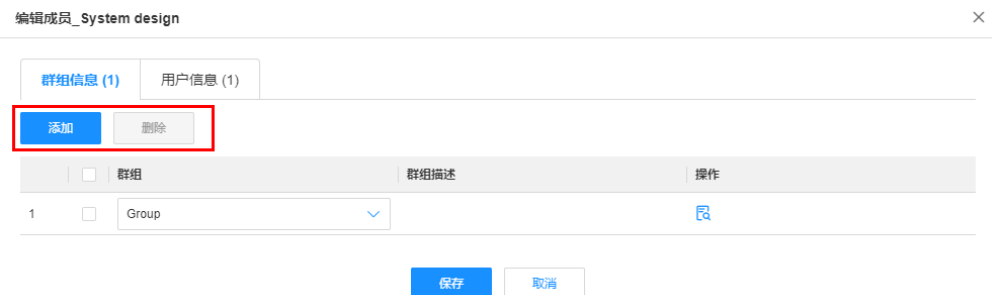 编辑成员_System design
群组信息 (1) 用户信息 (1)
添加 删除
群组 群组描述 操作
1 Group
保存 取消